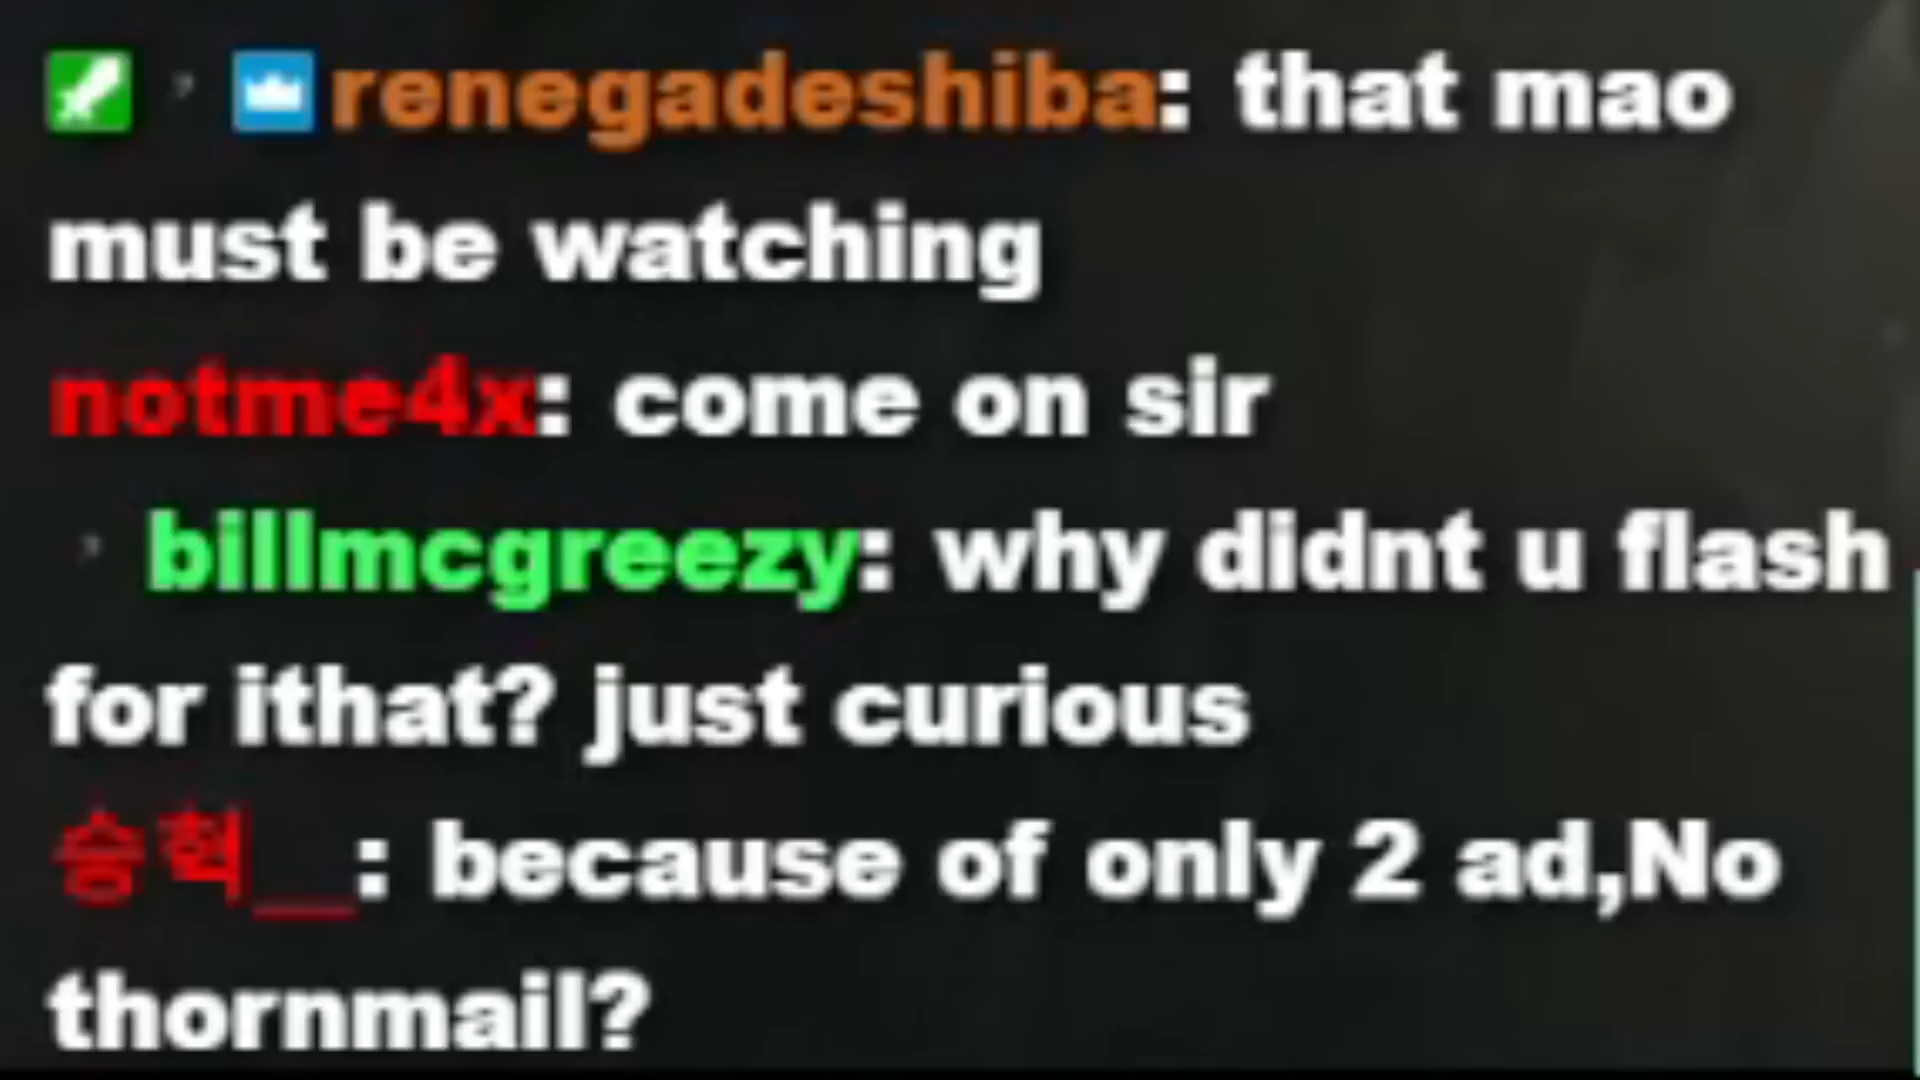 renegadeshiba: that mao
must be watching
notme4x: come on sir
billmcgreezy: why didnt u flash
for ithat? just curious
승혁__: because of only 2 ad,No
thornmail?